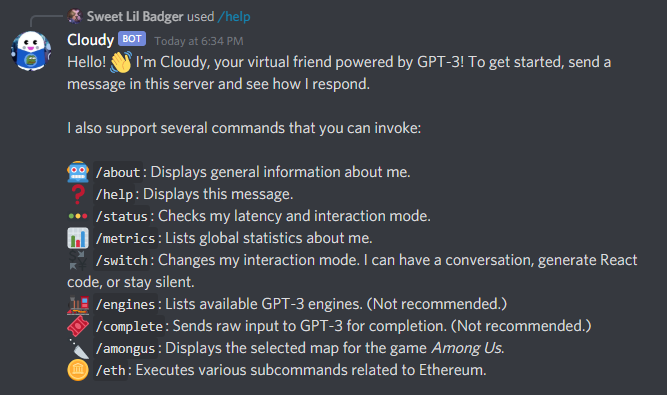 Sweet Lil Badger used /help
Cloudy BOT Today at 6:34 PM
Hello! 👋 I'm Cloudy, your virtual friend powered by GPT-3! To get started, send a
message in this server and see how I respond.
I also support several commands that you can invoke:
/about: Displays general information about me.
❓ /help: Displays this message.
/status: Checks my latency and interaction mode.
/metrics: Lists global statistics about me.
/switch: Changes my interaction mode. I can have a conversation, generate React
code, or stay silent.
/engines: Lists available GPT-3 engines. (Not recommended.)
/complete: Sends raw input to GPT-3 for completion. (Not recommended.)
/amongus: Displays the selected map for the game Among Us.
/eth: Executes various subcommands related to Ethereum.